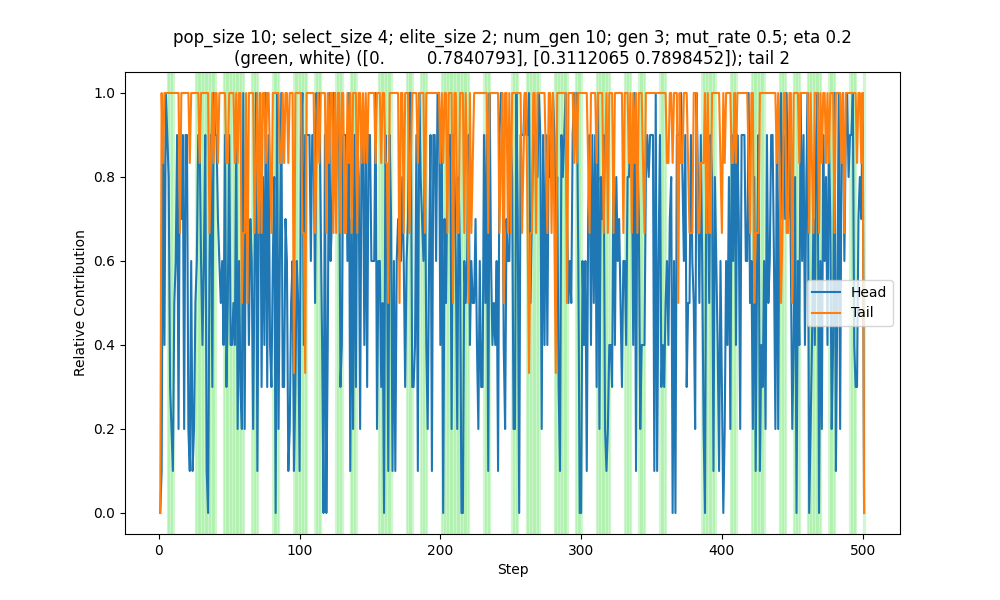 pop_size 10; select_size 4; elite_size 2; num_gen 10; gen 3; mut_rate 0.5; eta 0.2
(green, white) ([0.         0.7840793], [0.3112065 0.7898452]); tail 2
1.0
0.8
0.6
0.4
0.2
0.0
Relative Contribution
Head
Tail
0
100
200
300
400
500
Step